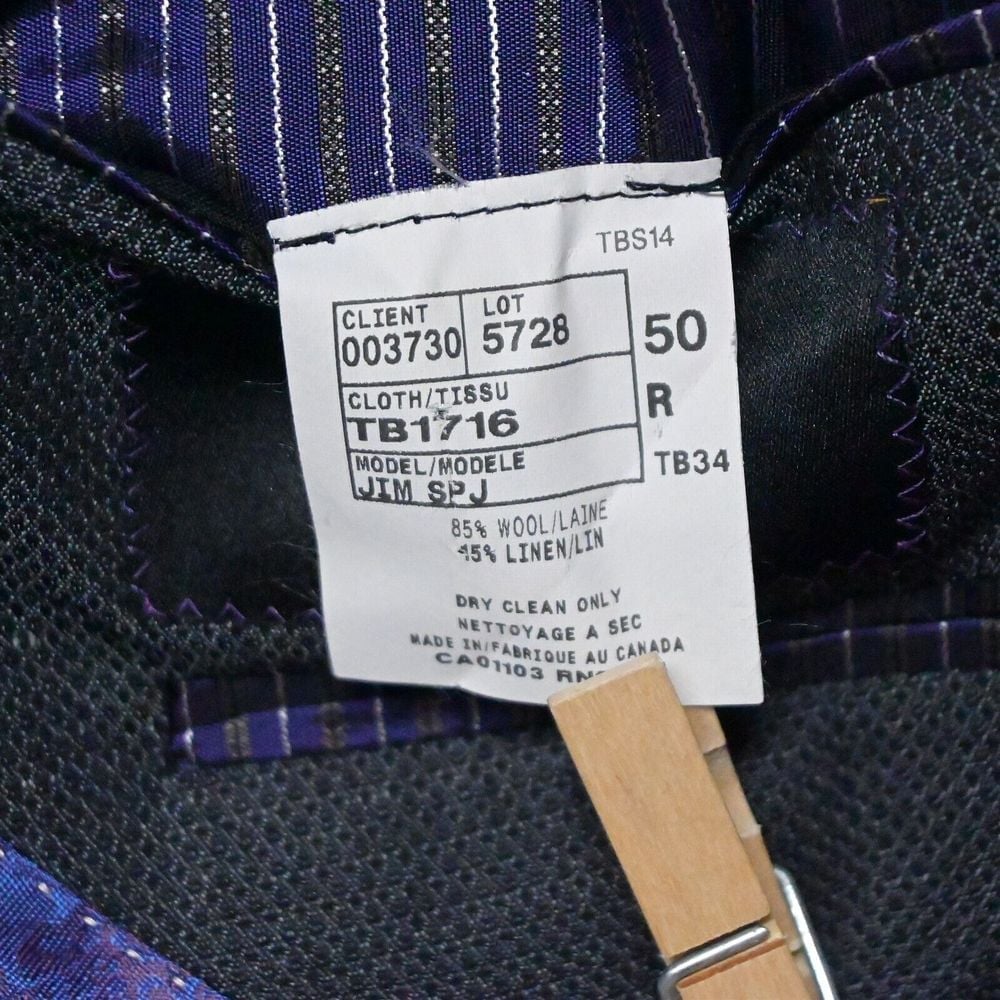 TBS14
CLIENT LOT
003730 5728
50
CLOTH/TISSU
TB1716
R
MODEL/MODELE
JIM SPJ
TB34
85% WOOL/LAINE
15% LINEN/LIN
DRY CLEAN ONLY
NETTOYAGE A SEC
MADE IN/FABRIQUE AU CANADA
CA01103